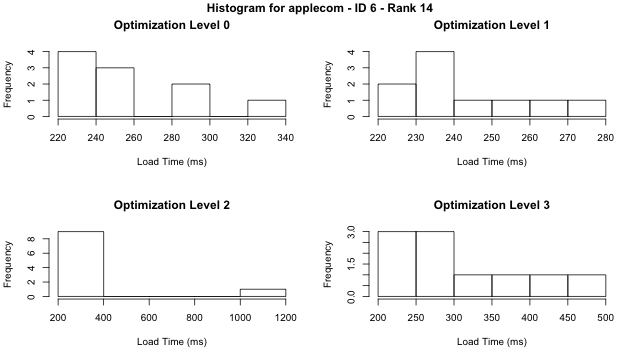 Histogram for applecom - ID 6 - Rank 14
Optimization Level 0
Frequency
0 1 2 3 4
220 240 260 280 300 320 340
Load Time (ms)
Optimization Level 1
Frequency
0 1 2 3 4
220 230 240 250 260 270 280
Load Time (ms)
Optimization Level 2
Frequency
0 2 4 6 8
200 400 600 800 1000 1200
Load Time (ms)
Optimization Level 3
Frequency
0.0 1.5 3.0
200 250 300 350 400 450 500
Load Time (ms)